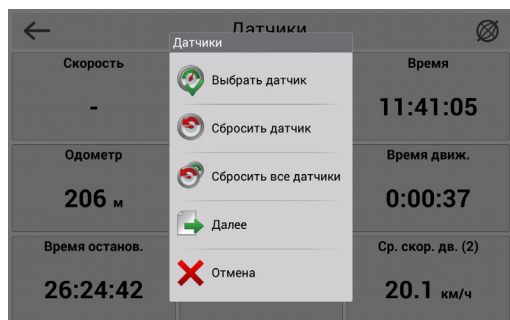 Датчики
Датчики
Скорость
-
Время
11:41:05
Выбрать датчик
Сбросить датчик
Одометр
206 м
Время движ.
0:00:37
Сбросить все датчики
Далее
Время останов.
26:24:42
Ср. скор. дв. (2)
20.1 км/ч
Отмена